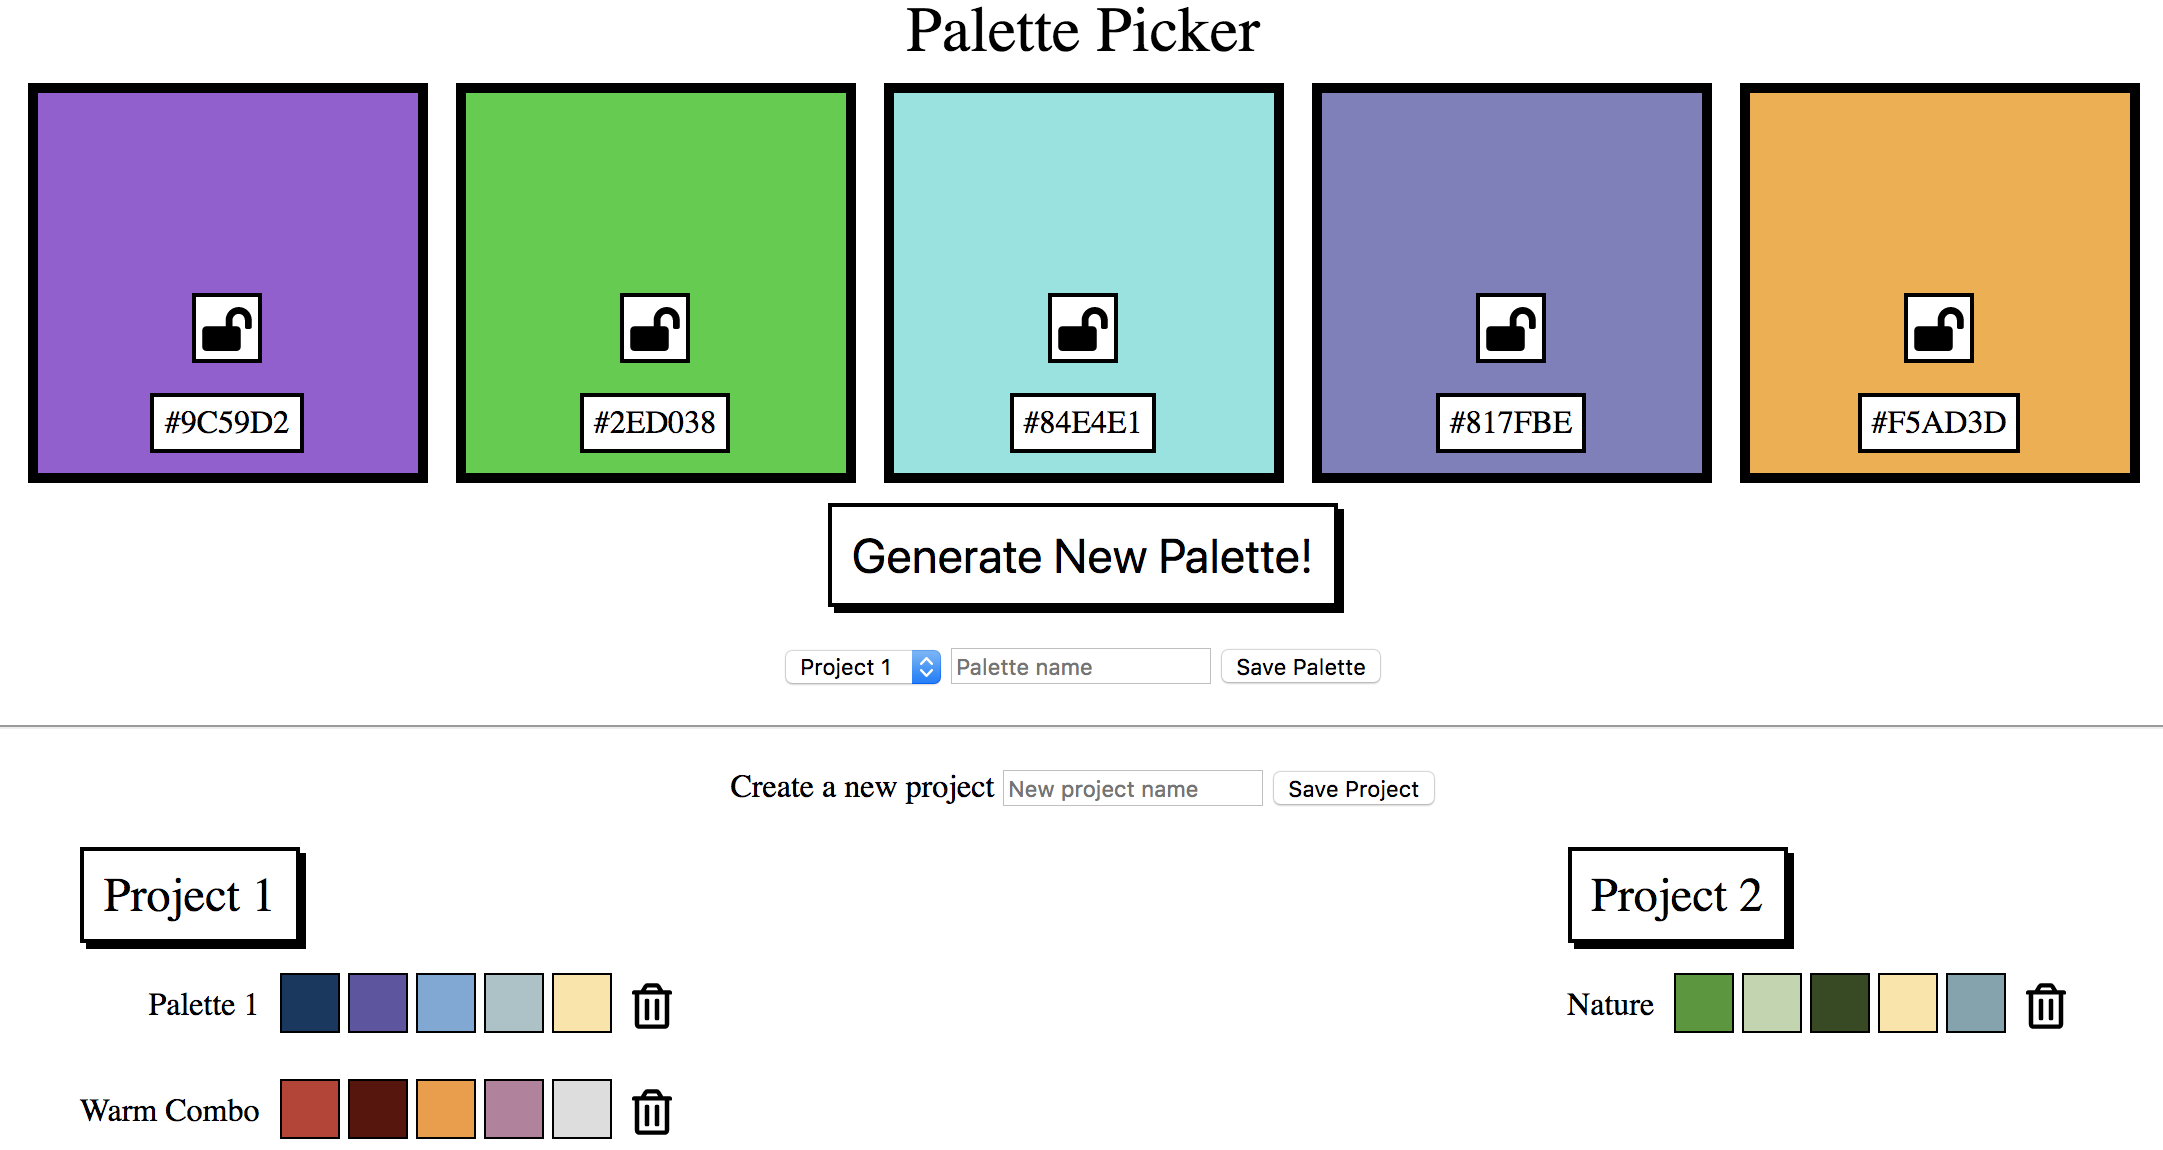 Palette Picker
#9C59D2
#2ED038
#84E4E1
#817FBE
#F5AD3D
Generate New Palette!
Project 1 Palette name Save Palette
Create a new project New project name Save Project
Project 1
Palette 1
Warm Combo
Project 2
Nature